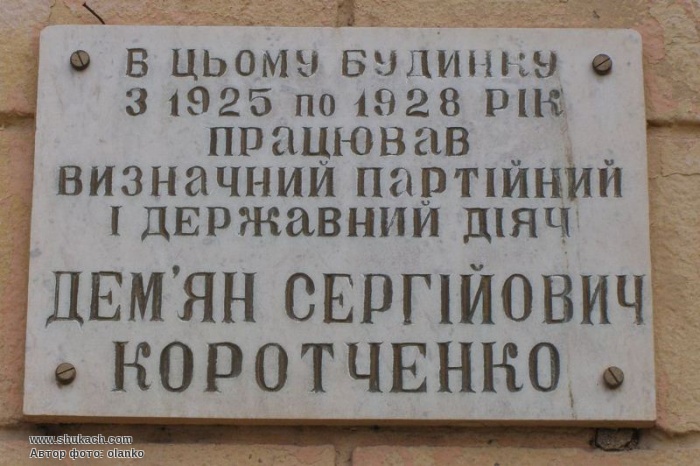 В ЦЬОМУ БУДИНКУ
З 1925 ПО 1928 РІК
ПРАЦЮВАВ
ВИЗНАЧНИЙ ПАРТІЙНИЙ
І ДЕРЖАВНИЙ ДІЯЧ
ДЕМ'ЯН СЕРГІЙОВИЧ
КОРОТЧЕНКО
www.shukach.com
Автор фото: olanko